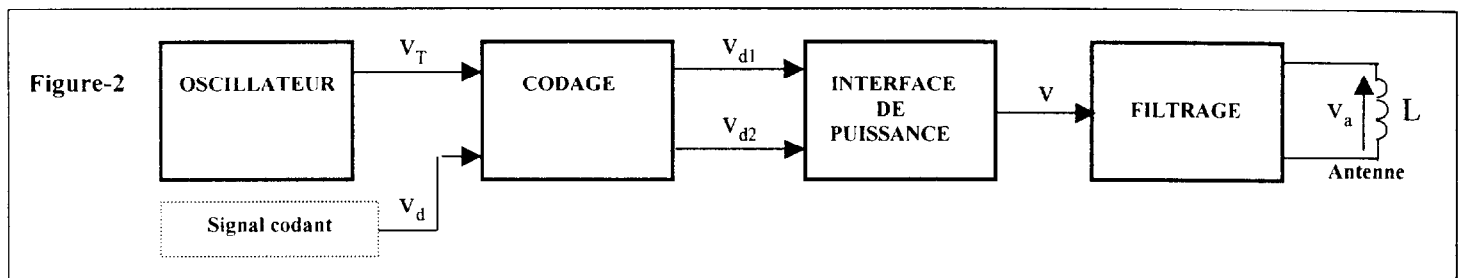 Figure-2
OSCILLATEUR
V_T
CODAGE
V_d1
V_d2
INTERFACE
DE
PUISSANCE
V
FILTRAGE
V_a
L
Antenne
Signal codant
V_d